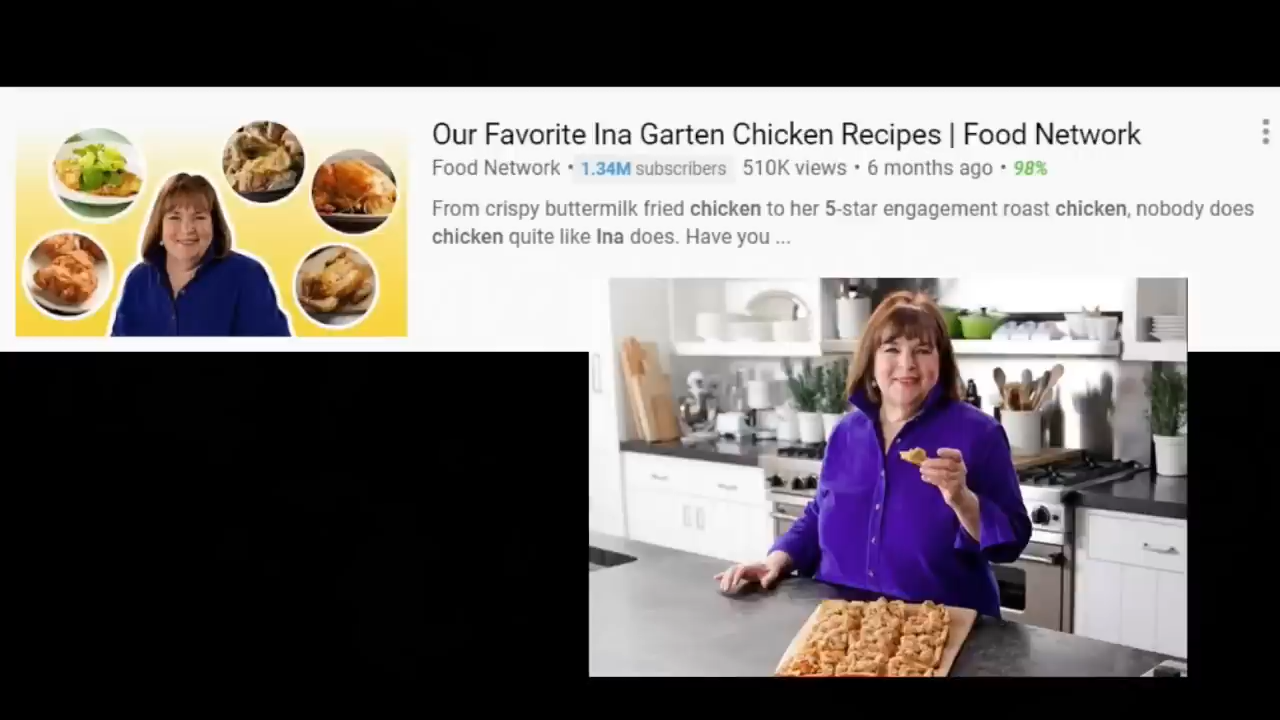 Our Favorite Ina Garten Chicken Recipes | Food Network
Food Network • 1.34M subscribers 510K views • 6 months ago • 98%
From crispy buttermilk fried chicken to her 5-star engagement roast chicken, nobody does
chicken quite like Ina does. Have you ...